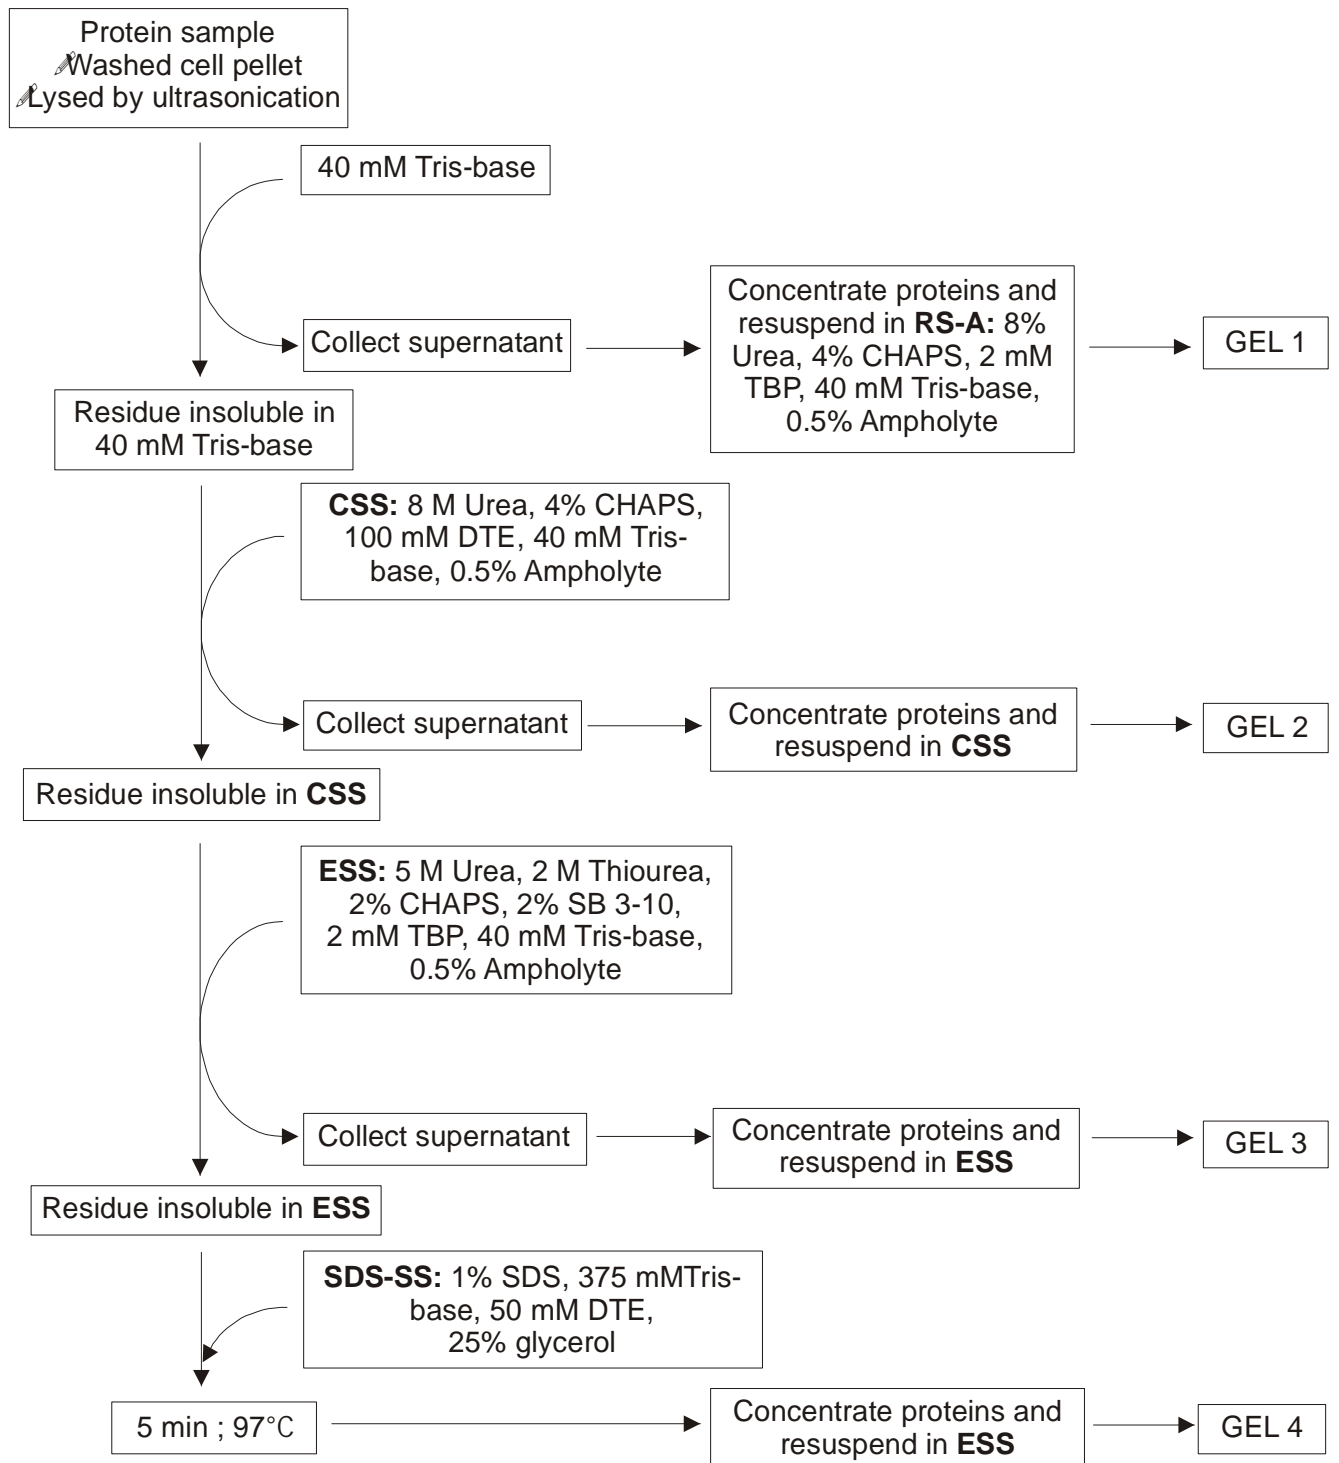 Protein sample
Washed cell pellet
Lysed by ultrasonication
40 mM Tris-base
Collect supernatant
Concentrate proteins and
resuspend in RS-A: 8%
Urea, 4% CHAPS, 2 mM
TBP, 40 mM Tris-base,
0.5% Ampholyte
GEL 1
Residue insoluble in
40 mM Tris-base
CSS: 8 M Urea, 4% CHAPS,
100 mM DTE, 40 mM Tris-
base, 0.5% Ampholyte
Collect supernatant
Concentrate proteins and
resuspend in CSS
GEL 2
Residue insoluble in CSS
ESS: 5 M Urea, 2 M Thiourea,
2% CHAPS, 2% SB 3-10,
2 mM TBP, 40 mM Tris-base,
0.5% Ampholyte
Collect supernatant
Concentrate proteins and
resuspend in ESS
GEL 3
Residue insoluble in ESS
SDS-SS: 1% SDS, 375 mMTris-
base, 50 mM DTE,
25% glycerol
5 min ; 97°C
Concentrate proteins and
resuspend in ESS
GEL 4